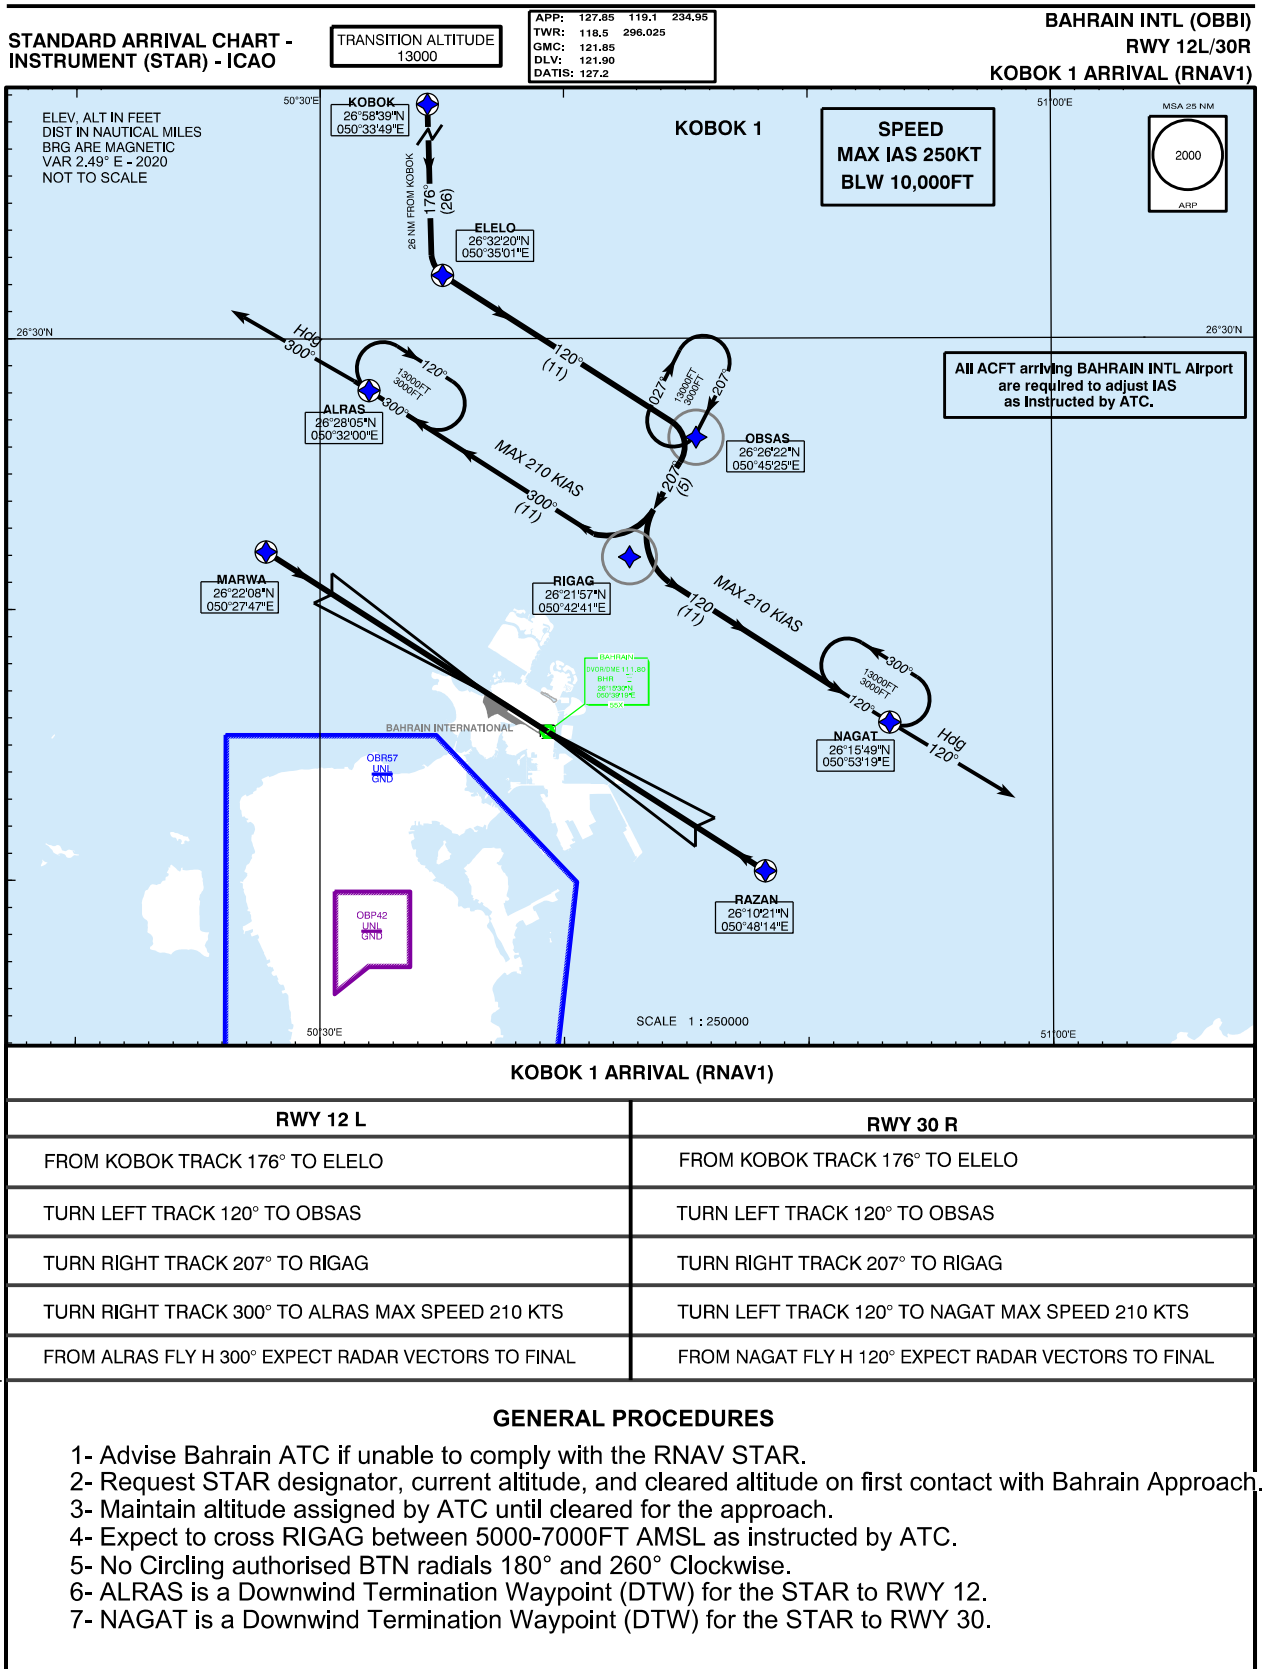 STANDARD ARRIVAL CHART -
INSTRUMENT (STAR) - ICAO
TRANSITION ALTITUDE
13000
APP: 127.85 119.1 234.95
TWR: 118.5 296.025
GMC: 121.85
DLV: 121.90
DATIS: 127.2
BAHRAIN INTL (OBBI)
RWY 12L/30R
KOBOK 1 ARRIVAL (RNAV1)
ELEV, ALT IN FEET
DIST IN NAUTICAL MILES
BRG ARE MAGNETIC
VAR 2.49° E - 2020
NOT TO SCALE
50°30'E
KOBOK
26°58'39"N
050°33'49"E
KOBOK 1
SPEED
MAX IAS 250KT
BLW 10,000FT
51°00'E
MSA 25 NM
2000
ARP
26 NM FROM KOBOK
176°
(26)
ELELO
26°32'20"N
050°35'01"E
26°30'N
26°30'N
Hdg
300°
120°
13000FT
3000FT
300°
ALRAS
26°28'05"N
050°32'00"E
120°
(11)
027°
13000FT
3000FT
207°
All ACFT arriving BAHRAIN INTL Airport
are required to adjust IAS
as Instructed by ATC.
OBSAS
26°26'22"N
050°45'25"E
207°
(5)
MAX 210 KIAS
300°
(11)
MARWA
26°22'08"N
050°27'47"E
RIGAG
26°21'57"N
050°42'41"E
MAX 210 KIAS
120
(11)
300°
13000FT
3000FT
120°
NAGAT
26°15'49"N
050°53'19"E
Hdg
120°
BAHRAIN
DVOR/DME 111.80
BHR
BAHRAIN INTERNATIONAL
OBR57
UNL
GND
OBP42
UNL
GND
RAZAN
26°10'21"N
050°48'14"E
SCALE 1 : 250000
50°30'E
51°00'E
KOBOK 1 ARRIVAL (RNAV1)
RWY 12 L
RWY 30 R
FROM KOBOK TRACK 176° TO ELELO
FROM KOBOK TRACK 176° TO ELELO
TURN LEFT TRACK 120° TO OBSAS
TURN LEFT TRACK 120° TO OBSAS
TURN RIGHT TRACK 207° TO RIGAG
TURN RIGHT TRACK 207° TO RIGAG
TURN RIGHT TRACK 300° TO ALRAS MAX SPEED 210 KTS
TURN LEFT TRACK 120° TO NAGAT MAX SPEED 210 KTS
FROM ALRAS FLY H 300° EXPECT RADAR VECTORS TO FINAL
FROM NAGAT FLY H 120° EXPECT RADAR VECTORS TO FINAL
GENERAL PROCEDURES
1- Advise Bahrain ATC if unable to comply with the RNAV STAR.
2- Request STAR designator, current altitude, and cleared altitude on first contact with Bahrain Approach.
3- Maintain altitude assigned by ATC until cleared for the approach.
4- Expect to cross RIGAG between 5000-7000FT AMSL as instructed by ATC.
5- No Circling authorised BTN radials 180° and 260° Clockwise.
6- ALRAS is a Downwind Termination Waypoint (DTW) for the STAR to RWY 12.
7- NAGAT is a Downwind Termination Waypoint (DTW) for the STAR to RWY 30.